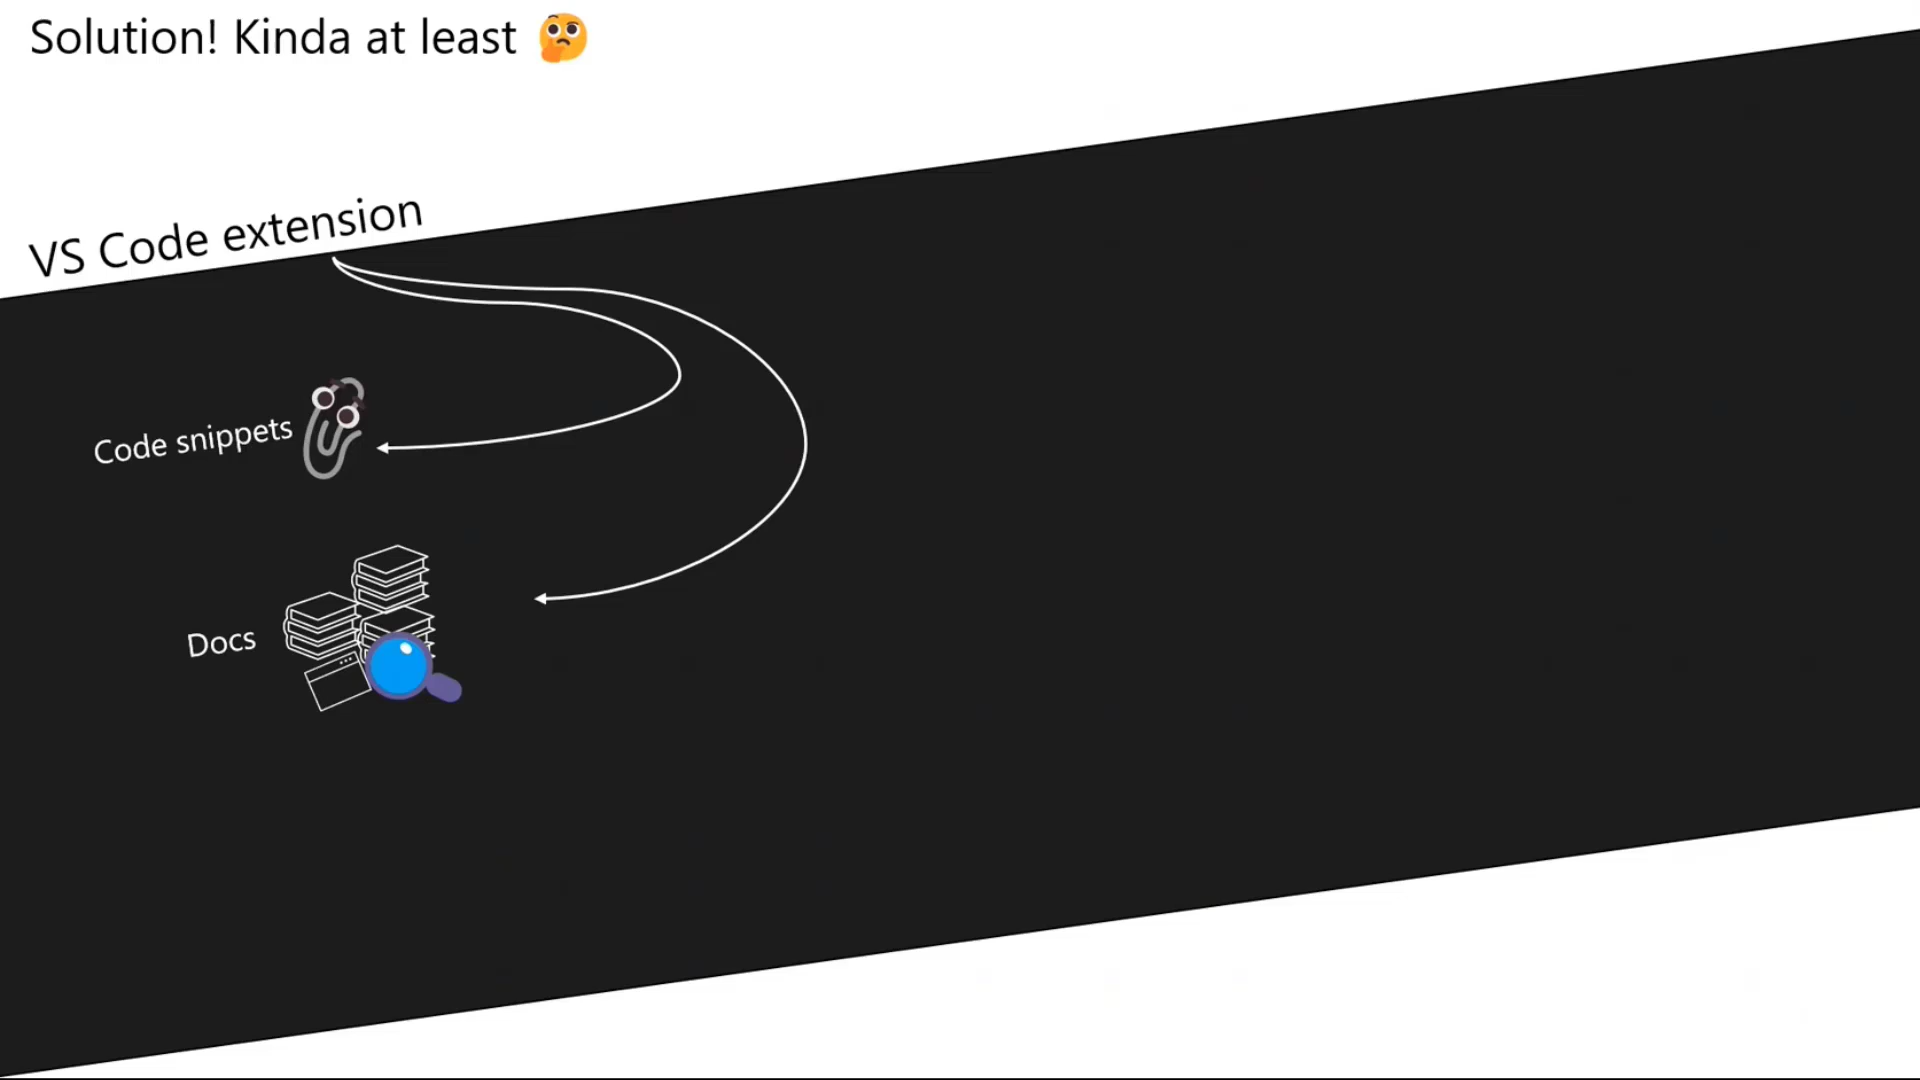 Solution! Kinda at least 🤔
VS Code extension
Code snippets
Docs